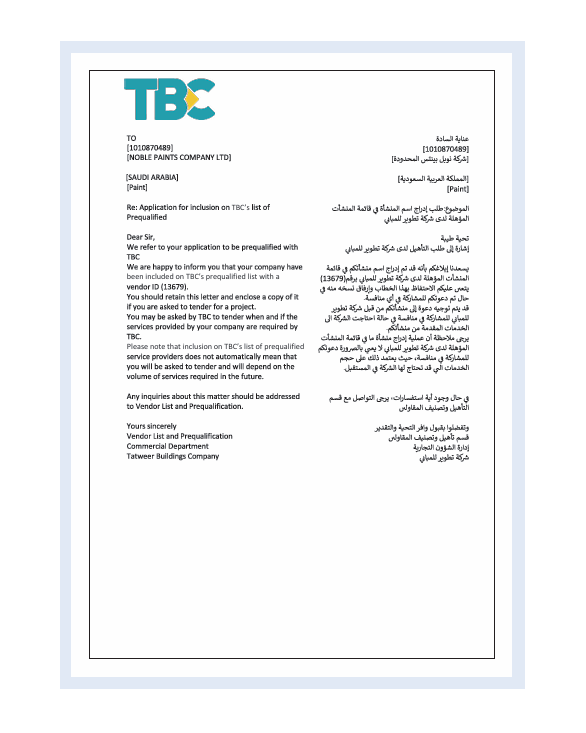 TBC
TO
[1010870489]
[NOBLE PAINTS COMPANY LTD]
[SAUDI ARABIA]
[Paint]
Re: Application for inclusion on TBC's list of
Prequalified
Dear Sir,
We refer to your application to be prequalified with
TBC
We are happy to inform you that your company have
been included on TBC's prequalified list with a
vendor ID (13679).
You should retain this letter and enclose a copy of it
if you are asked to tender for a project.
You may be asked by TBC to tender when and if the
services provided by your company are required by
TBC.
Please note that inclusion on TBC's list of prequalified
service providers does not automatically mean that
you will be asked to tender and will depend on the
volume of services required in the future.
Any inquiries about this matter should be addressed
to Vendor List and Prequalification.
Yours sincerely
Vendor List and Prequalification
Commercial Department
Tatweer Buildings Company
عناية السادة
[1010870489]
[شركة نوبل بينتس المحدودة]
[المملكة العربية السعودية]
[Paint]
الموضوع: طلب إدراج اسم المنشأة في قائمة المنشآت
المؤهلة لدى شركة تطوير للمباني
تحية طيبة
إشارة إلى طلب التأهيل لدى شركة تطوير للمباني
يسعدنا إبلاغكم بأنه قد تم إدراج اسم منشأتكم في قائمة
المنشآت المؤهلة لدى شركة تطوير للمباني برقم(13679)
يتعين عليكم الاحتفاظ بهذا الخطاب وإرفاق نسخه منه في
حال تم دعوتكم للمشاركة في أي منافسة.
قد يتم توجيه دعوة إلى منشأتكم من قبل شركة تطوير
للمباني للمشاركة في منافسة في حالة احتاجت الشركة الى
الخدمات المقدمة من منشأتكم.
يرجى ملاحظة أن عملية إدراج منشأة ما في قائمة المنشآت
المؤهلة لدى شركة تطوير للمباني لا يعني بالضرورة دعوتكم
للمشاركة في منافسة، حيث يعتمد ذلك على حجم
الخدمات التي قد تحتاج لها الشركة في المستقبل.
في حال وجود أية استفسارات، يرجى التواصل مع قسم
التأهيل وتصنيف المقاولين
وتفضلوا بقبول وافر التحية والتقدير
قسم تأهيل وتصنيف المقاولين
إدارة الشؤون التجارية
شركة تطوير للمباني